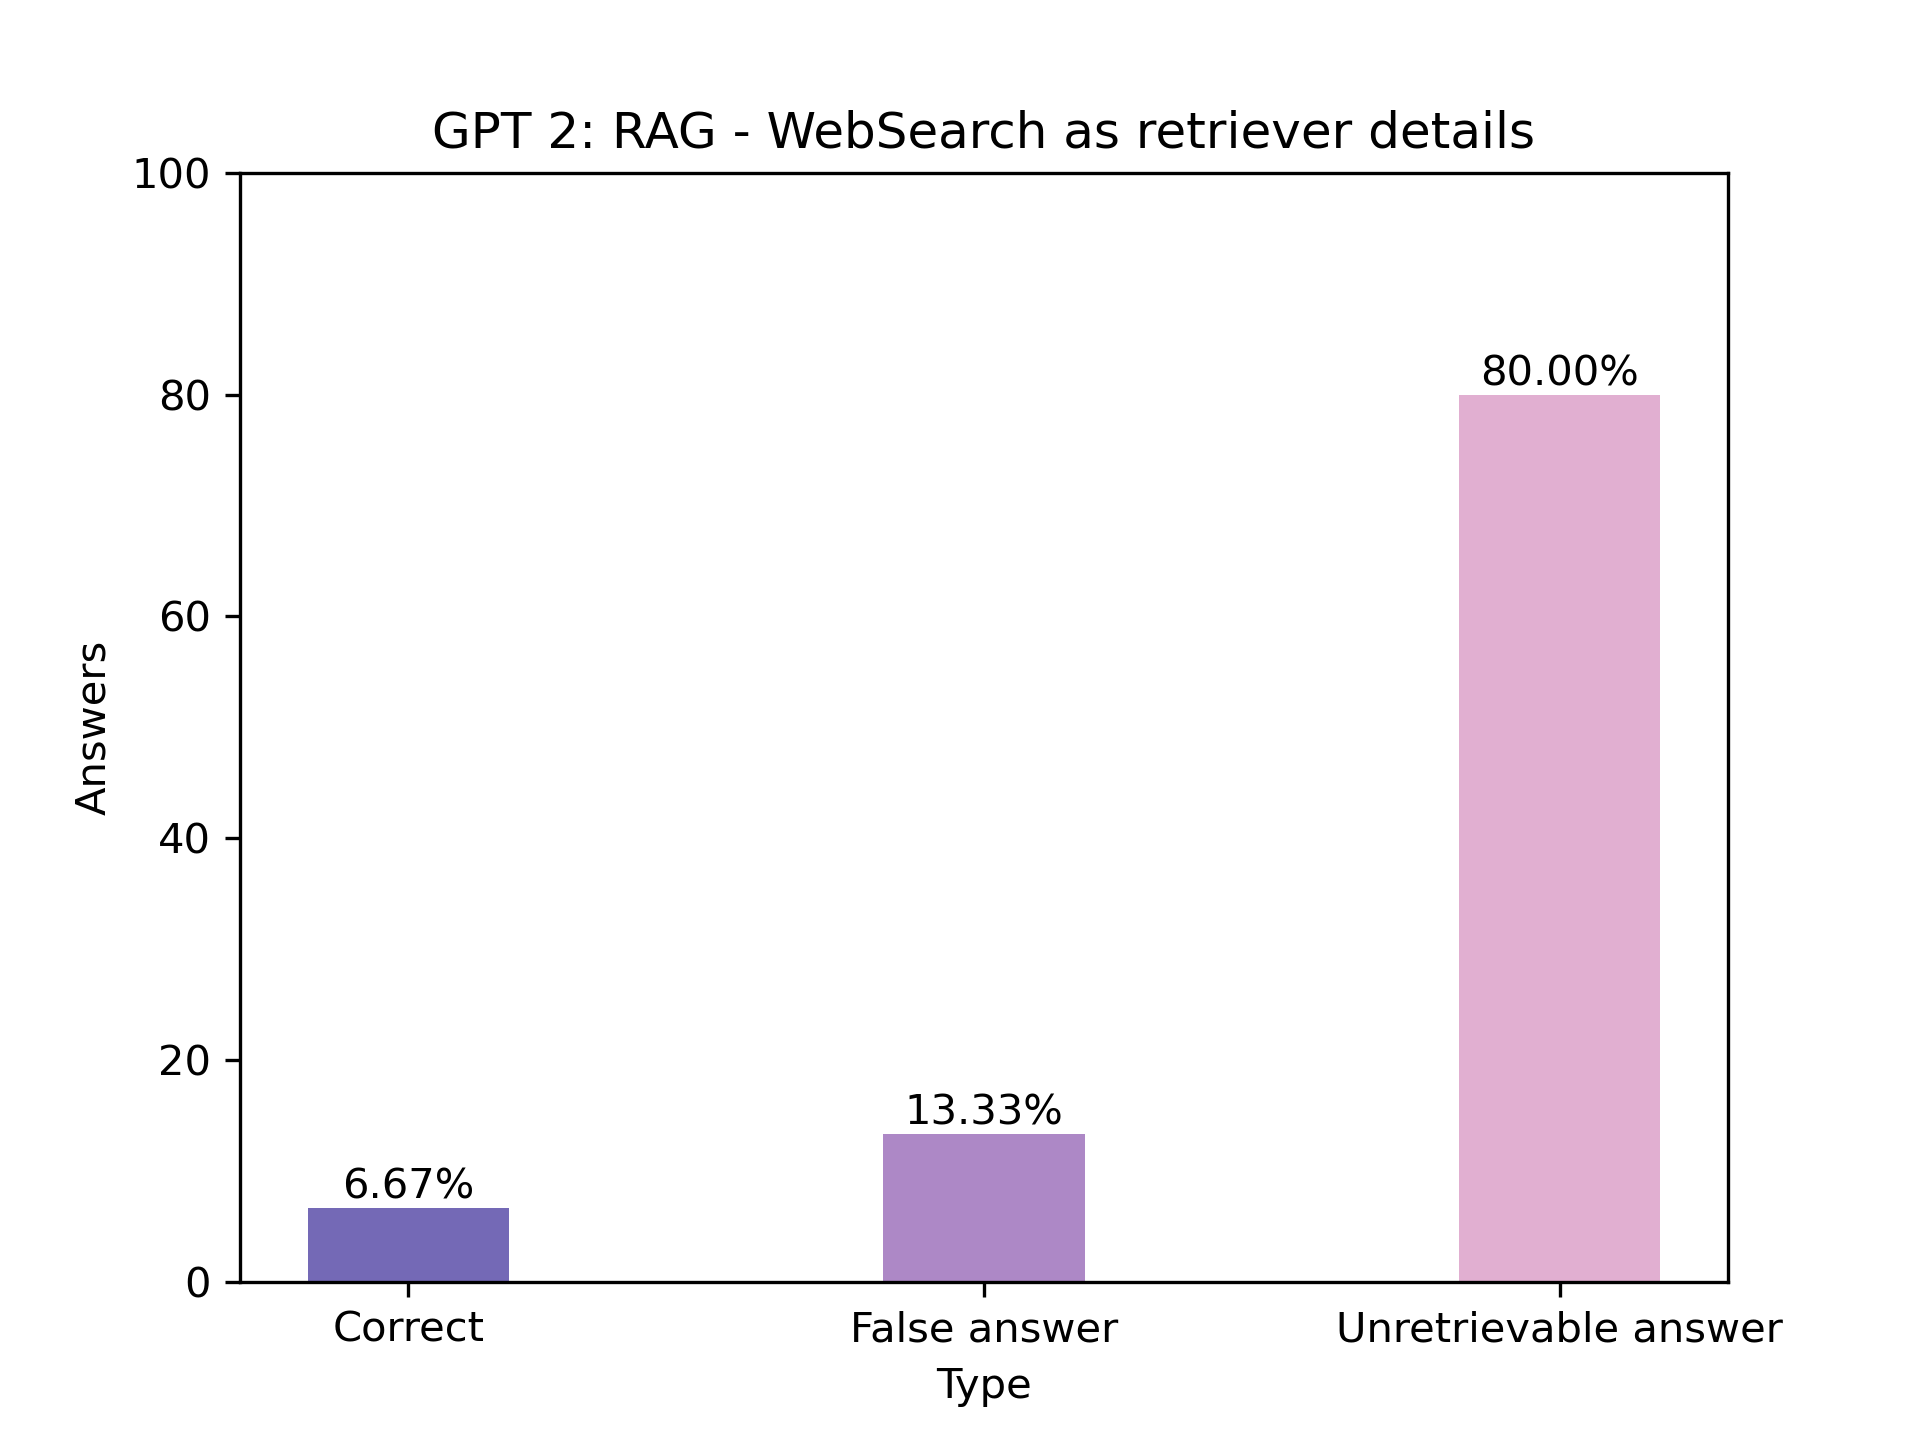 GPT 2: RAG - WebSearch as retriever details
100
80
60
40
20
0
Answers
6.67%
13.33%
80.00%
Correct
False answer
Unretrievable answer
Type